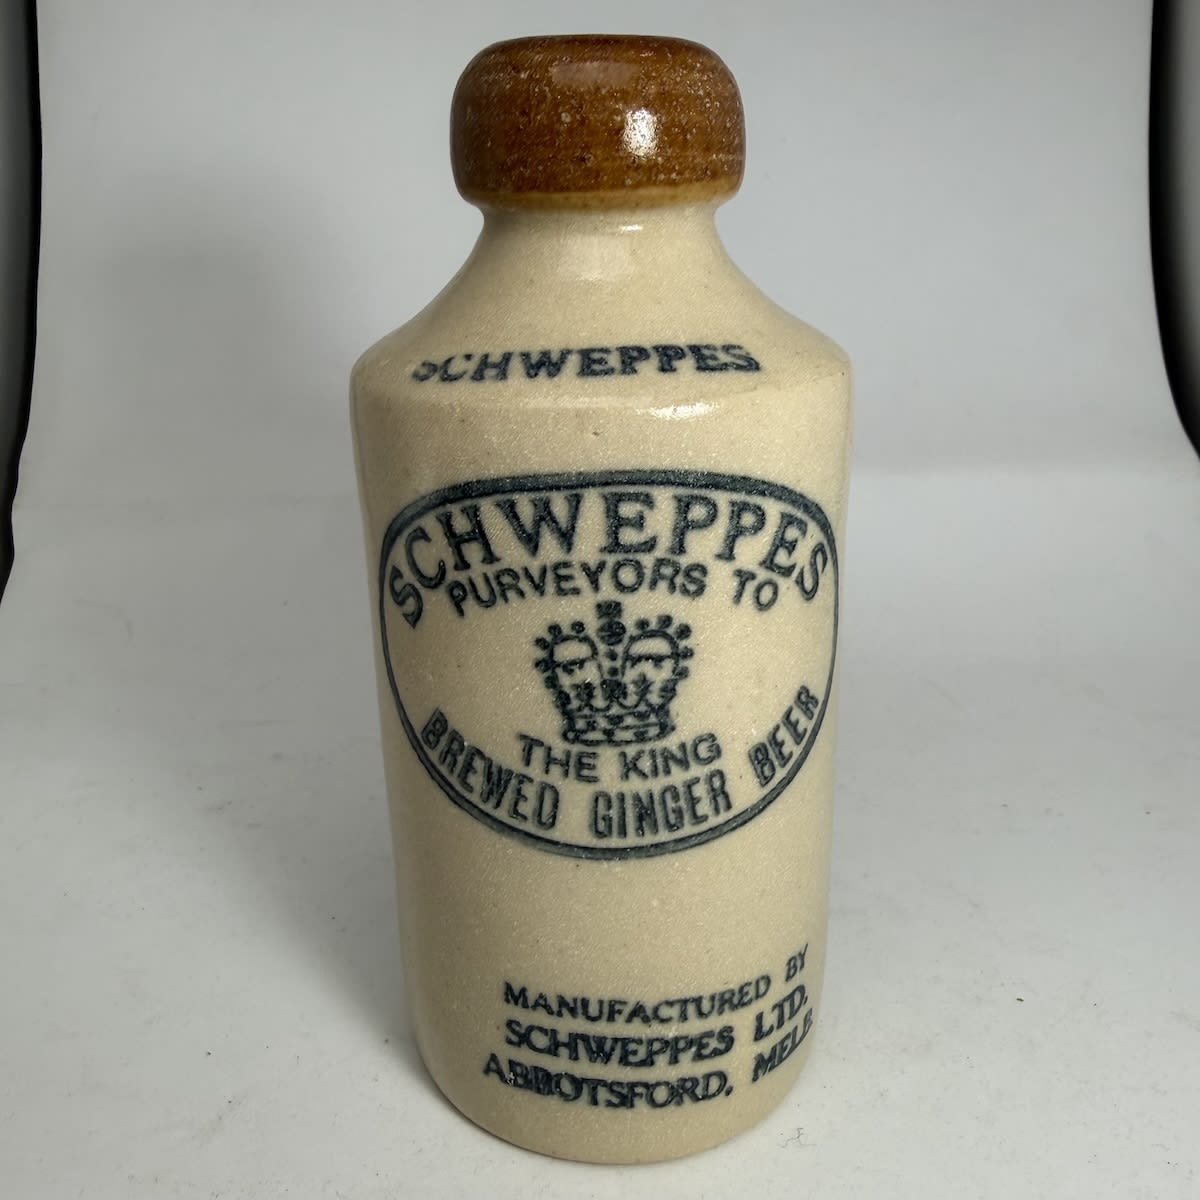 SCHWEPPES
SCHWEPPES
PURVEYORS TO
THE KING
BREWED GINGER BEER
MANUFACTURED BY
SCHWEPPES LTD.
ABBOTSFORD, MELB